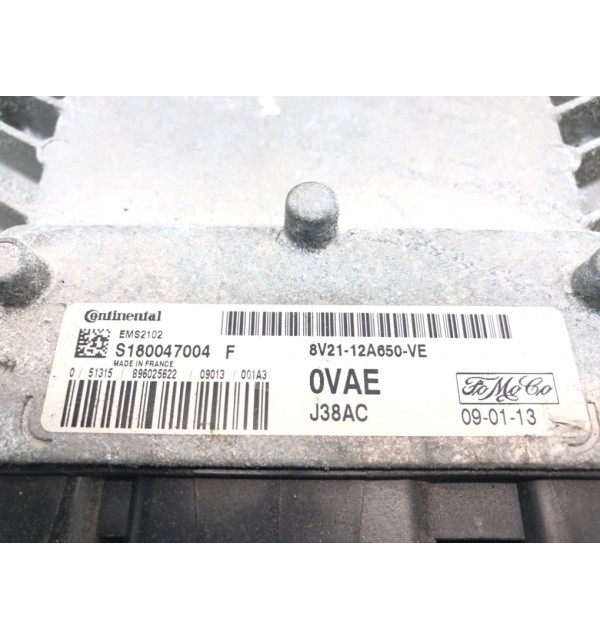 Continental
EMS2102
S180047004 F
MADE IN FRANCE
0 / 51315 / 896025622 / 09013 / 001A3
8V21-12A650-VE
0VAE
J38AC
FoMoCo
09-01-13